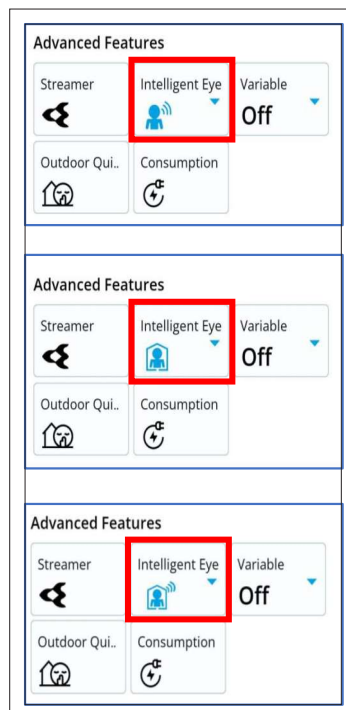 Advanced Features
Streamer Intelligent Eye Variable
Off
Outdoor Qui.. Consumption
Advanced Features
Streamer Intelligent Eye Variable
Off
Outdoor Qui.. Consumption
Advanced Features
Streamer Intelligent Eye Variable
Off
Outdoor Qui.. Consumption